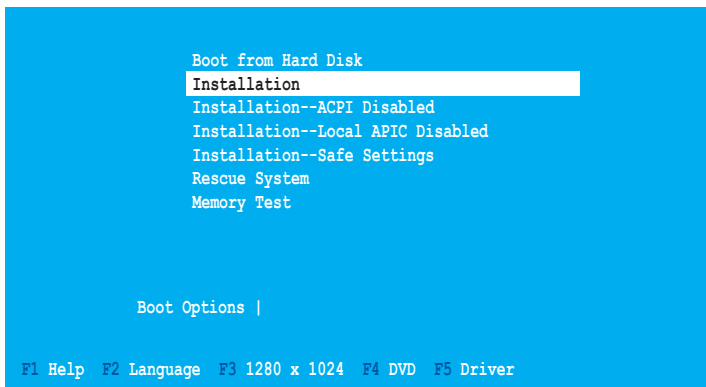 Boot from Hard Disk
Installation
Installation--ACPI Disabled
Installation--Local APIC Disabled
Installation--Safe Settings
Rescue System
Memory Test
Boot Options |
F1 Help F2 Language F3 1280 x 1024 F4 DVD F5 Driver